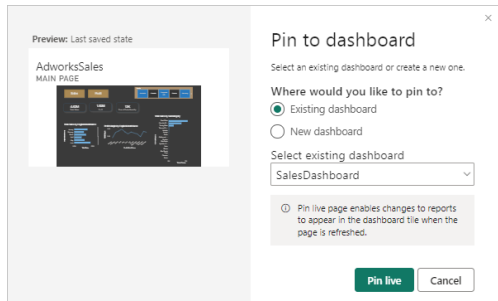 Preview: Last saved state
AdworksSales
MAIN PAGE
Pin to dashboard
Select an existing dashboard or create a new one.
Where would you like to pin to?
Existing dashboard
New dashboard
Select existing dashboard
SalesDashboard
Pin live page enables changes to reports
to appear in the dashboard tile when the
page is refreshed.
Pin live
Cancel